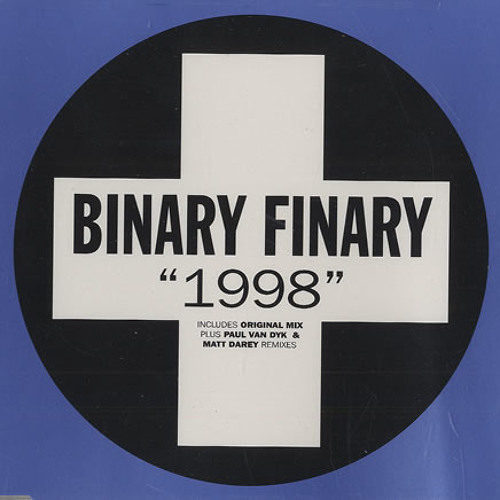 BINARY FINARY
“1998”
INCLUDES ORIGINAL MIX
PLUS PAUL VAN DYK &
MATT DAREY REMIXES